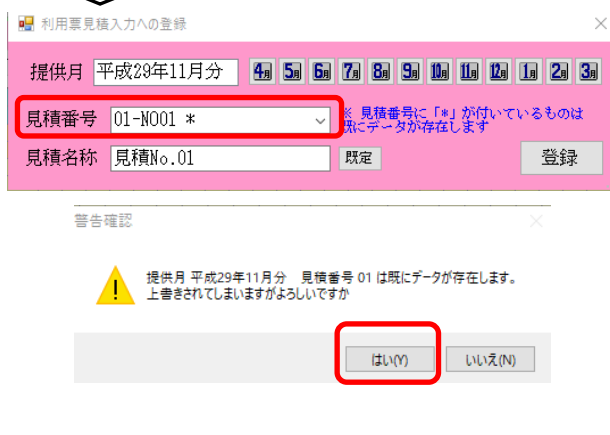 利用票見積入力への登録
提供月 平成29年11月分 4月 5月 6月 7月 8月 9月 10月 11月 12月 1月 2月 3月
見積番号 01-NO01 * ※ 見積番号に「*」が付いているものは
既にデータが存在します
見積名称 見積No.01 既定 登録
警告確認
提供月 平成29年11月分 見積番号 01 は既にデータが存在します。
上書きされてしまいますがよろしいですか
はい(Y) いいえ(N)